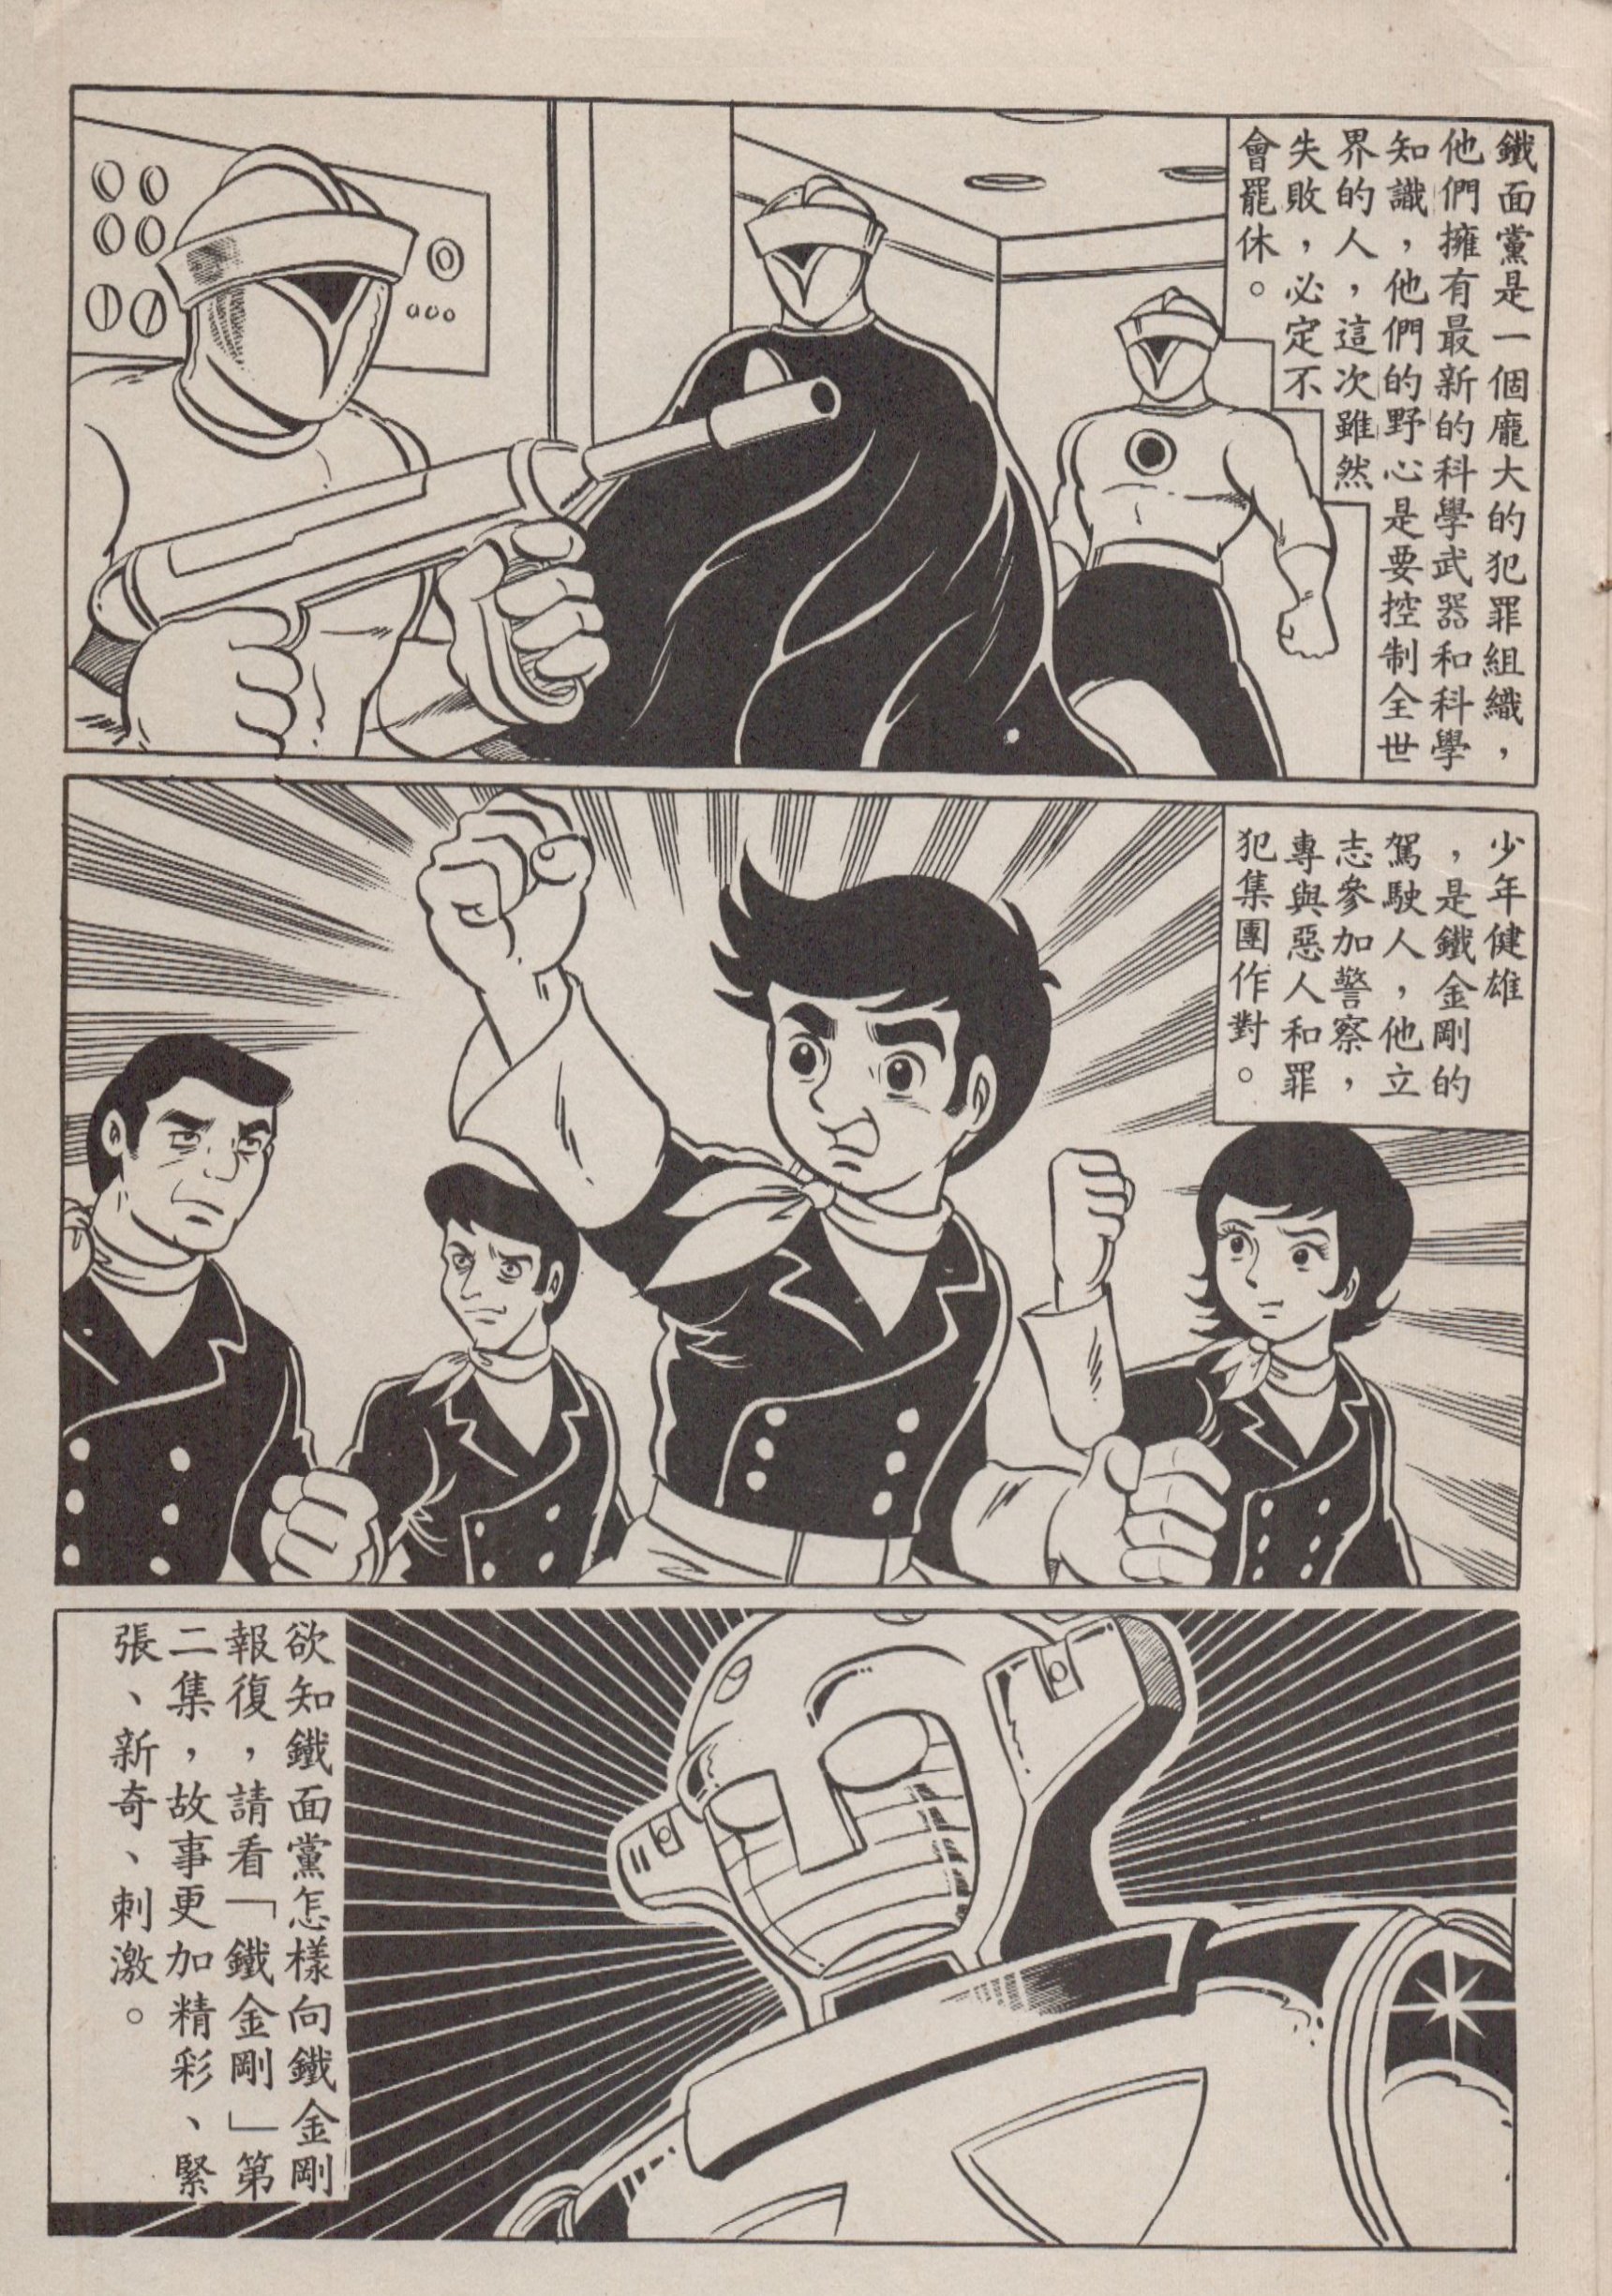 鐵面黨是一個龐大的犯罪組織，
他們擁有最新的科學武器和科學
知識，他們的野心是要控制全世
界的人，這次雖然
失敗，必定不
會罷休。
少年健雄
，是鐵金剛的
駕駛人，他立
志參加警察，
專與惡人和罪
犯集團作對。
欲知鐵面黨怎樣向鐵金剛
報復，請看「鐵金剛」第
二集，故事更加精彩、緊
張、新奇、刺激。